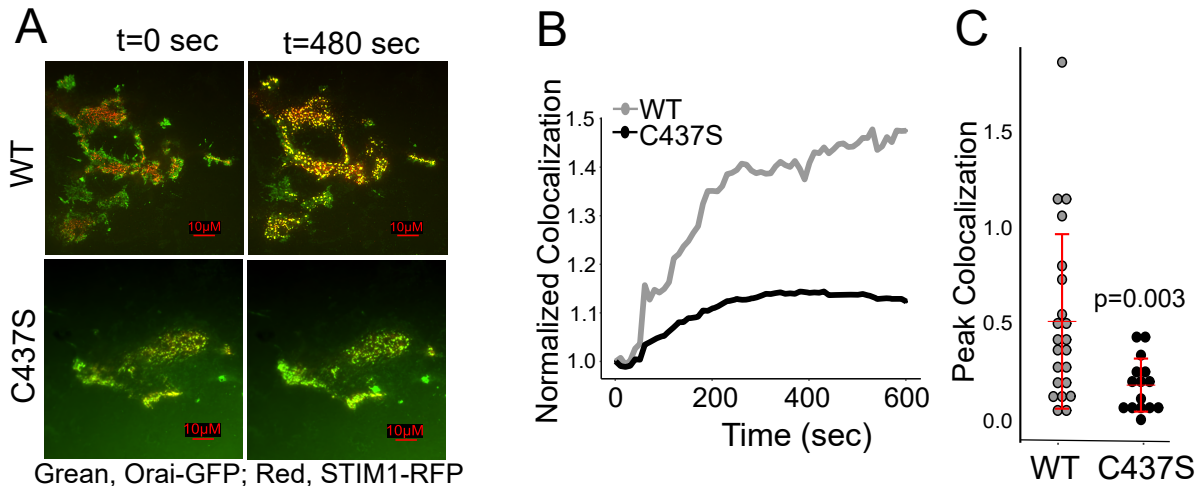 A
t=0 sec
t=480 sec
WT
10µM
10µM
C437S
10µM
10µM
Grean, Orai-GFP; Red, STIM1-RFP
B
Normalized Colocalization
WT
C437S
1.5
1.4
1.3
1.2
1.1
1.0
0
200
400
600
Time (sec)
C
Peak Colocalization
1.5
1.0
0.5
0.0
p=0.003
WT
C437S